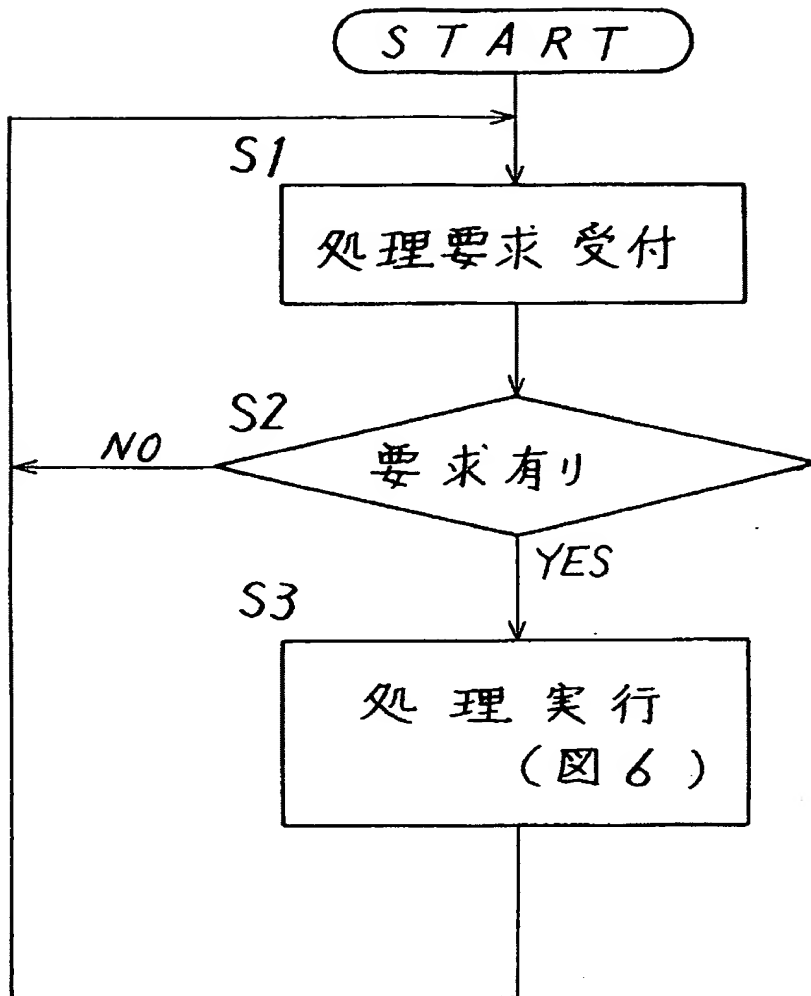 START
S1
処理要求 受付
S2
要求有り
NO
YES
S3
処理実行
(図6)